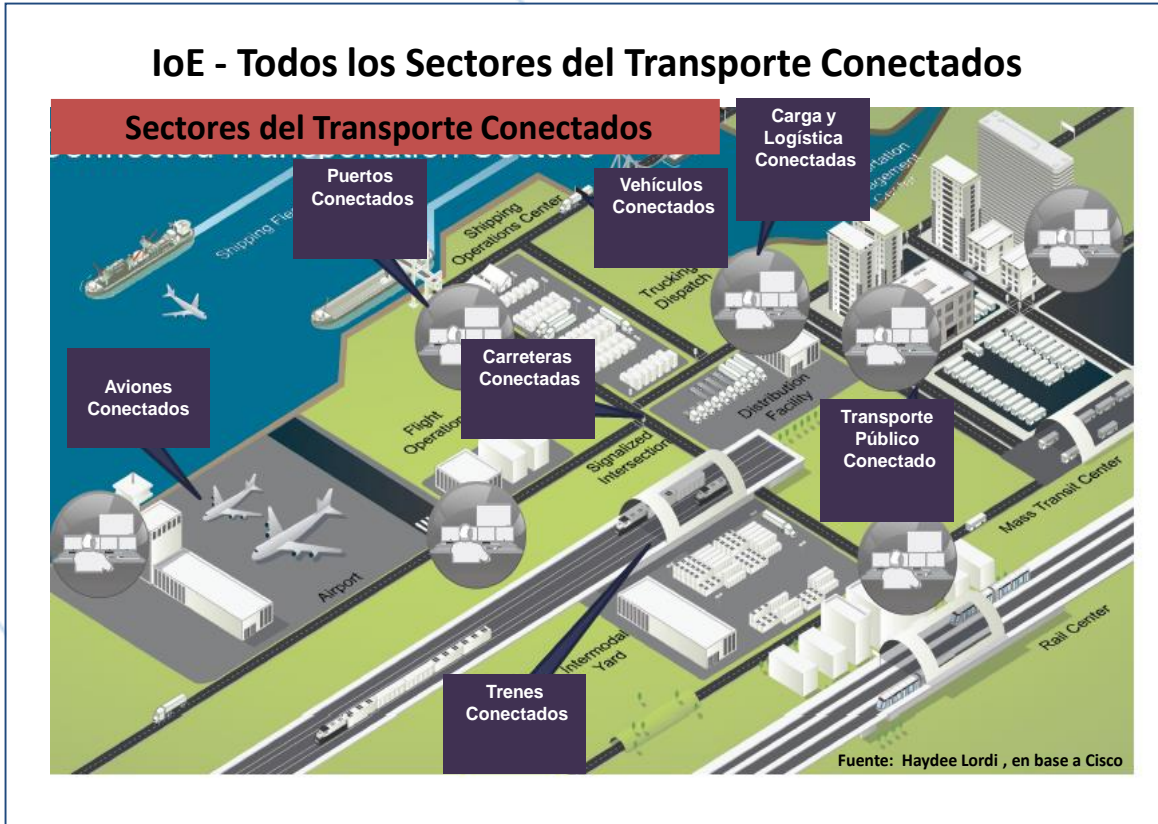 IoE - Todos los Sectores del Transporte Conectados
Sectores del Transporte Conectados
Carga y
Logística
Conectadas
Puertos
Conectados
Vehículos
Conectados
Shipping
Shipping
Operations Center
Trucking
Dispatch
Carreteras
Conectadas
Aviones
Conectados
Flight
Signalized
Intersection
Distribution
Facility
Transporte
Público
Conectado
Mass Transit Center
Airport
Intermodal
Yard
Rail Center
Trenes
Conectados
Fuente: Haydee Lordi , en base a Cisco